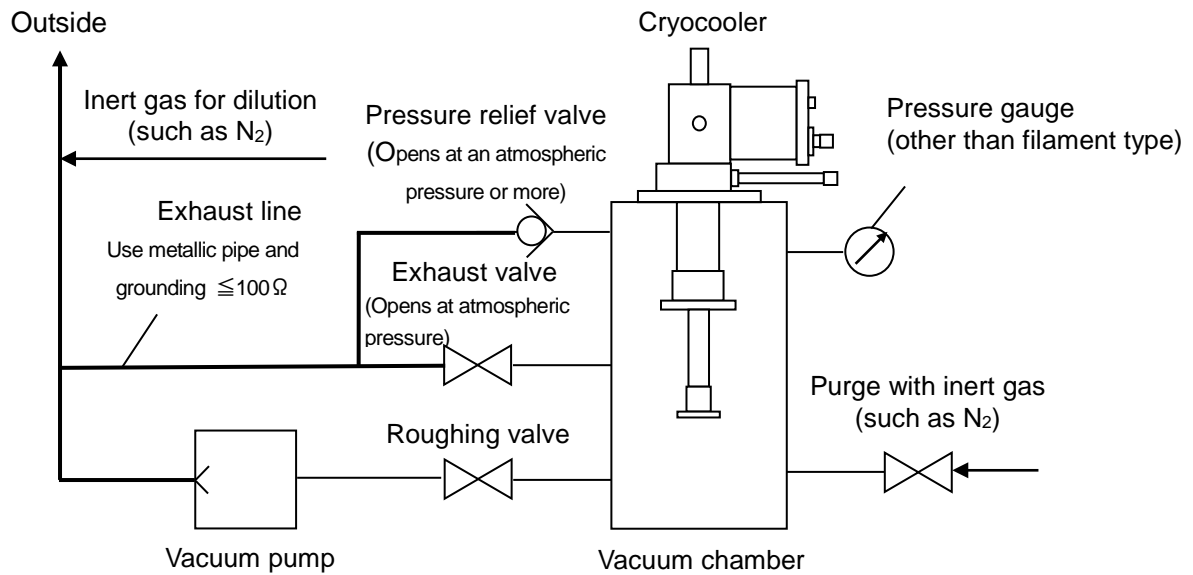 Outside
Cryocooler
Inert gas for dilution
(such as N₂)
Pressure relief valve
(Opens at an atmospheric
pressure or more)
Pressure gauge
(other than filament type)
Exhaust line
Use metallic pipe and
grounding ≦100Ω
Exhaust valve
(Opens at atmospheric
pressure)
Purge with inert gas
(such as N₂)
Roughing valve
Vacuum pump
Vacuum chamber